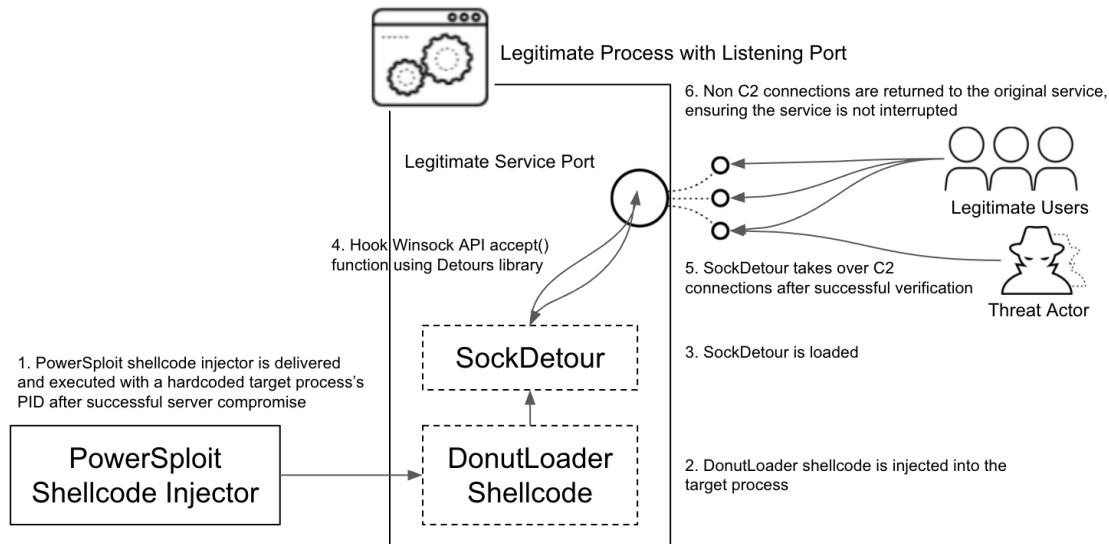 Legitimate Process with Listening Port
6. Non C2 connections are returned to the original service,
ensuring the service is not interrupted
Legitimate Service Port
Legitimate Users
4. Hook Winsock API accept()
function using Detours library
5. SockDetour takes over C2
connections after successful verification
Threat Actor
SockDetour
3. SockDetour is loaded
1. PowerSploit shellcode injector is delivered
and executed with a hardcoded target process's
PID after successful server compromise
PowerSploit
Shellcode Injector
DonutLoader
Shellcode
2. DonutLoader shellcode is injected into the
target process